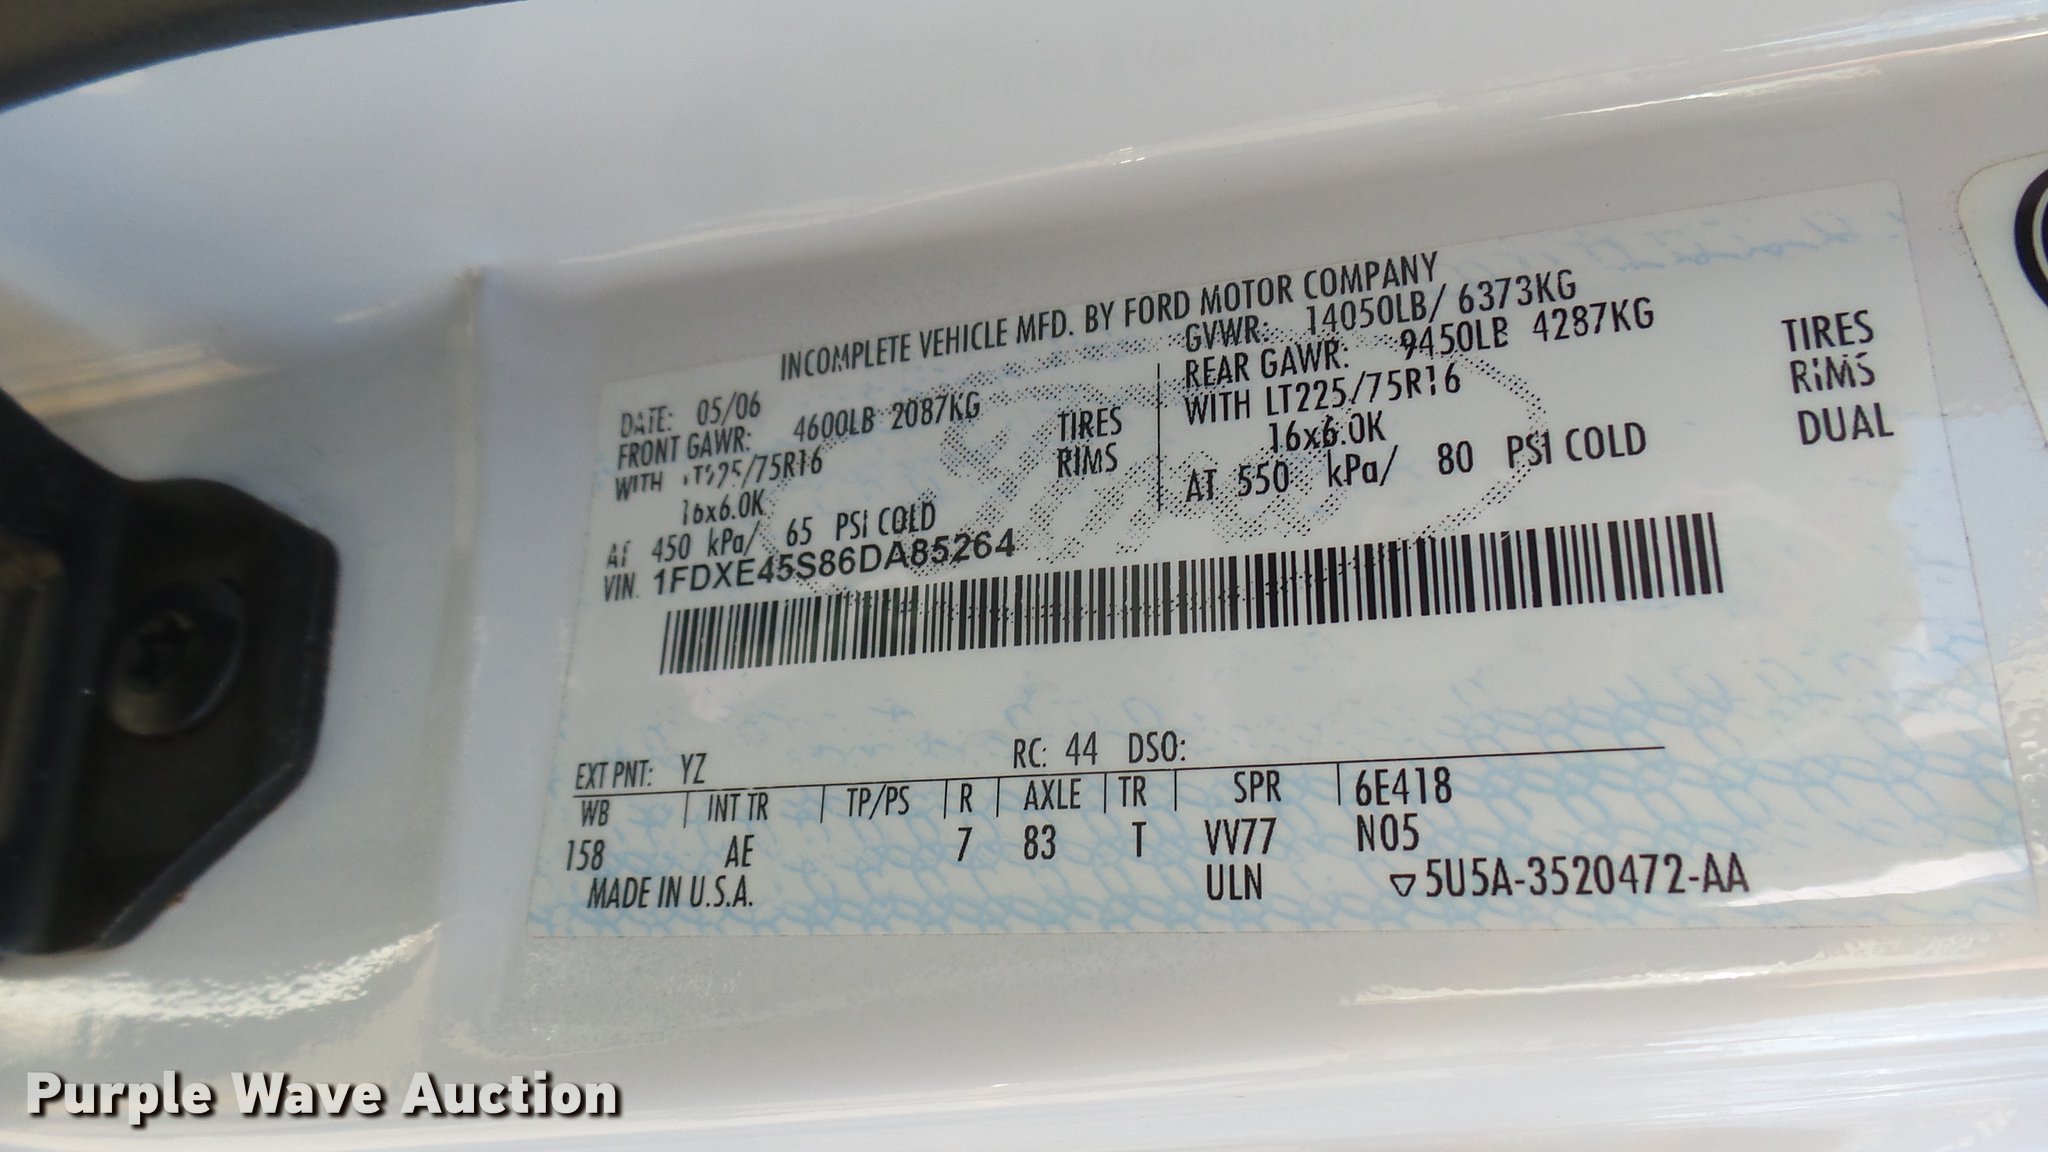 INCOMPLETE VEHICLE MFD. BY FORD MOTOR COMPANY
DATE: 05/06
FRONT GAWR: 4600LB 2087KG
WITH LT225/75R16 TIRES
16x6.0K RIMS
AT 450 kPa/ 65 PSI COLD
GVWR: 14050LB/ 6373KG
REAR GAWR: 9450LB 4287KG
WITH LT225/75R16 TIRES
16x6.0K RIMS
AT 550 kPa/ 80 PSI COLD DUAL
VIN: 1FDXE45S86DA85264
EXT PNT: YZ RC: 44 DSO:
WB INT TR TP/PS R AXLE TR SPR 6E418
158 AE 7 83 T VV77 N05
MADE IN U.S.A. ULN ▽5U5A-3520472-AA
Purple Wave Auction